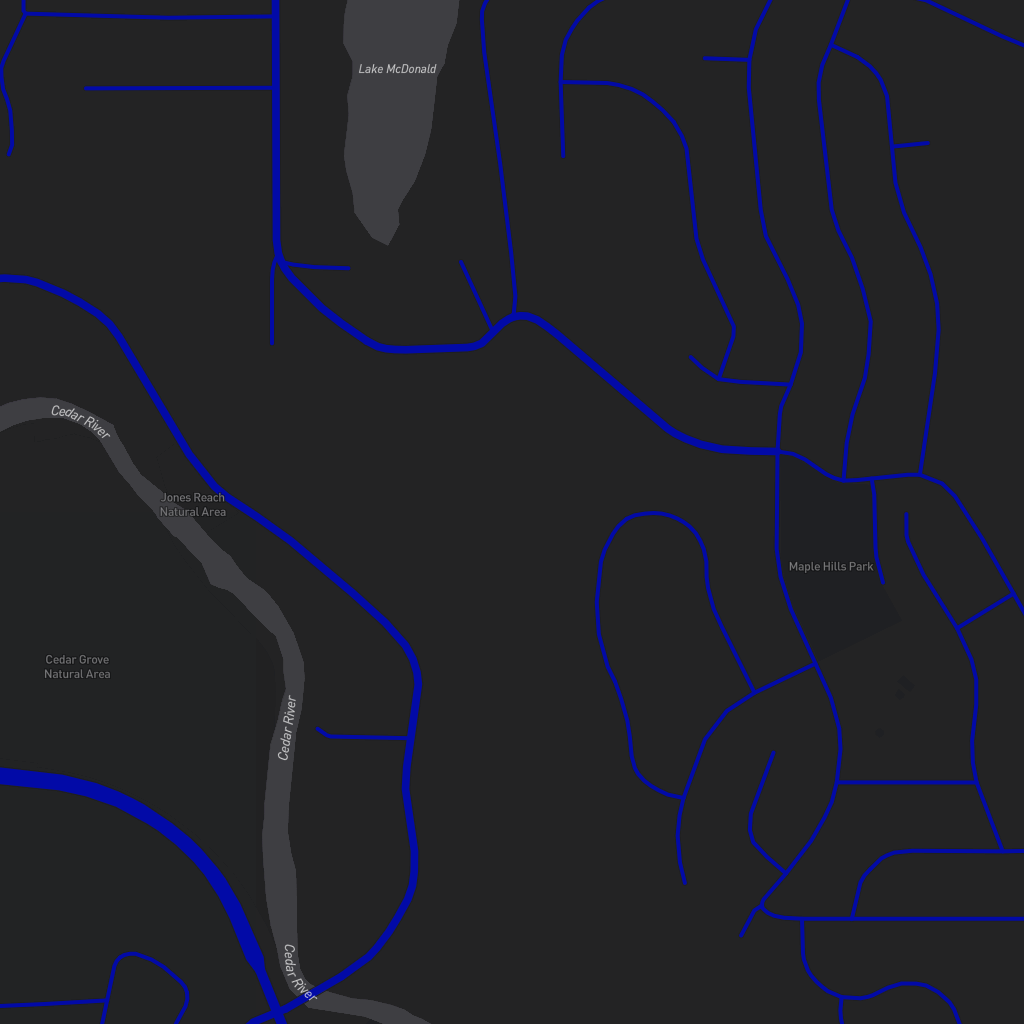 Lake McDonald
Cedar River
Jones Reach
Natural Area
Maple Hills Park
Cedar Grove
Natural Area
Cedar River
Cedar River